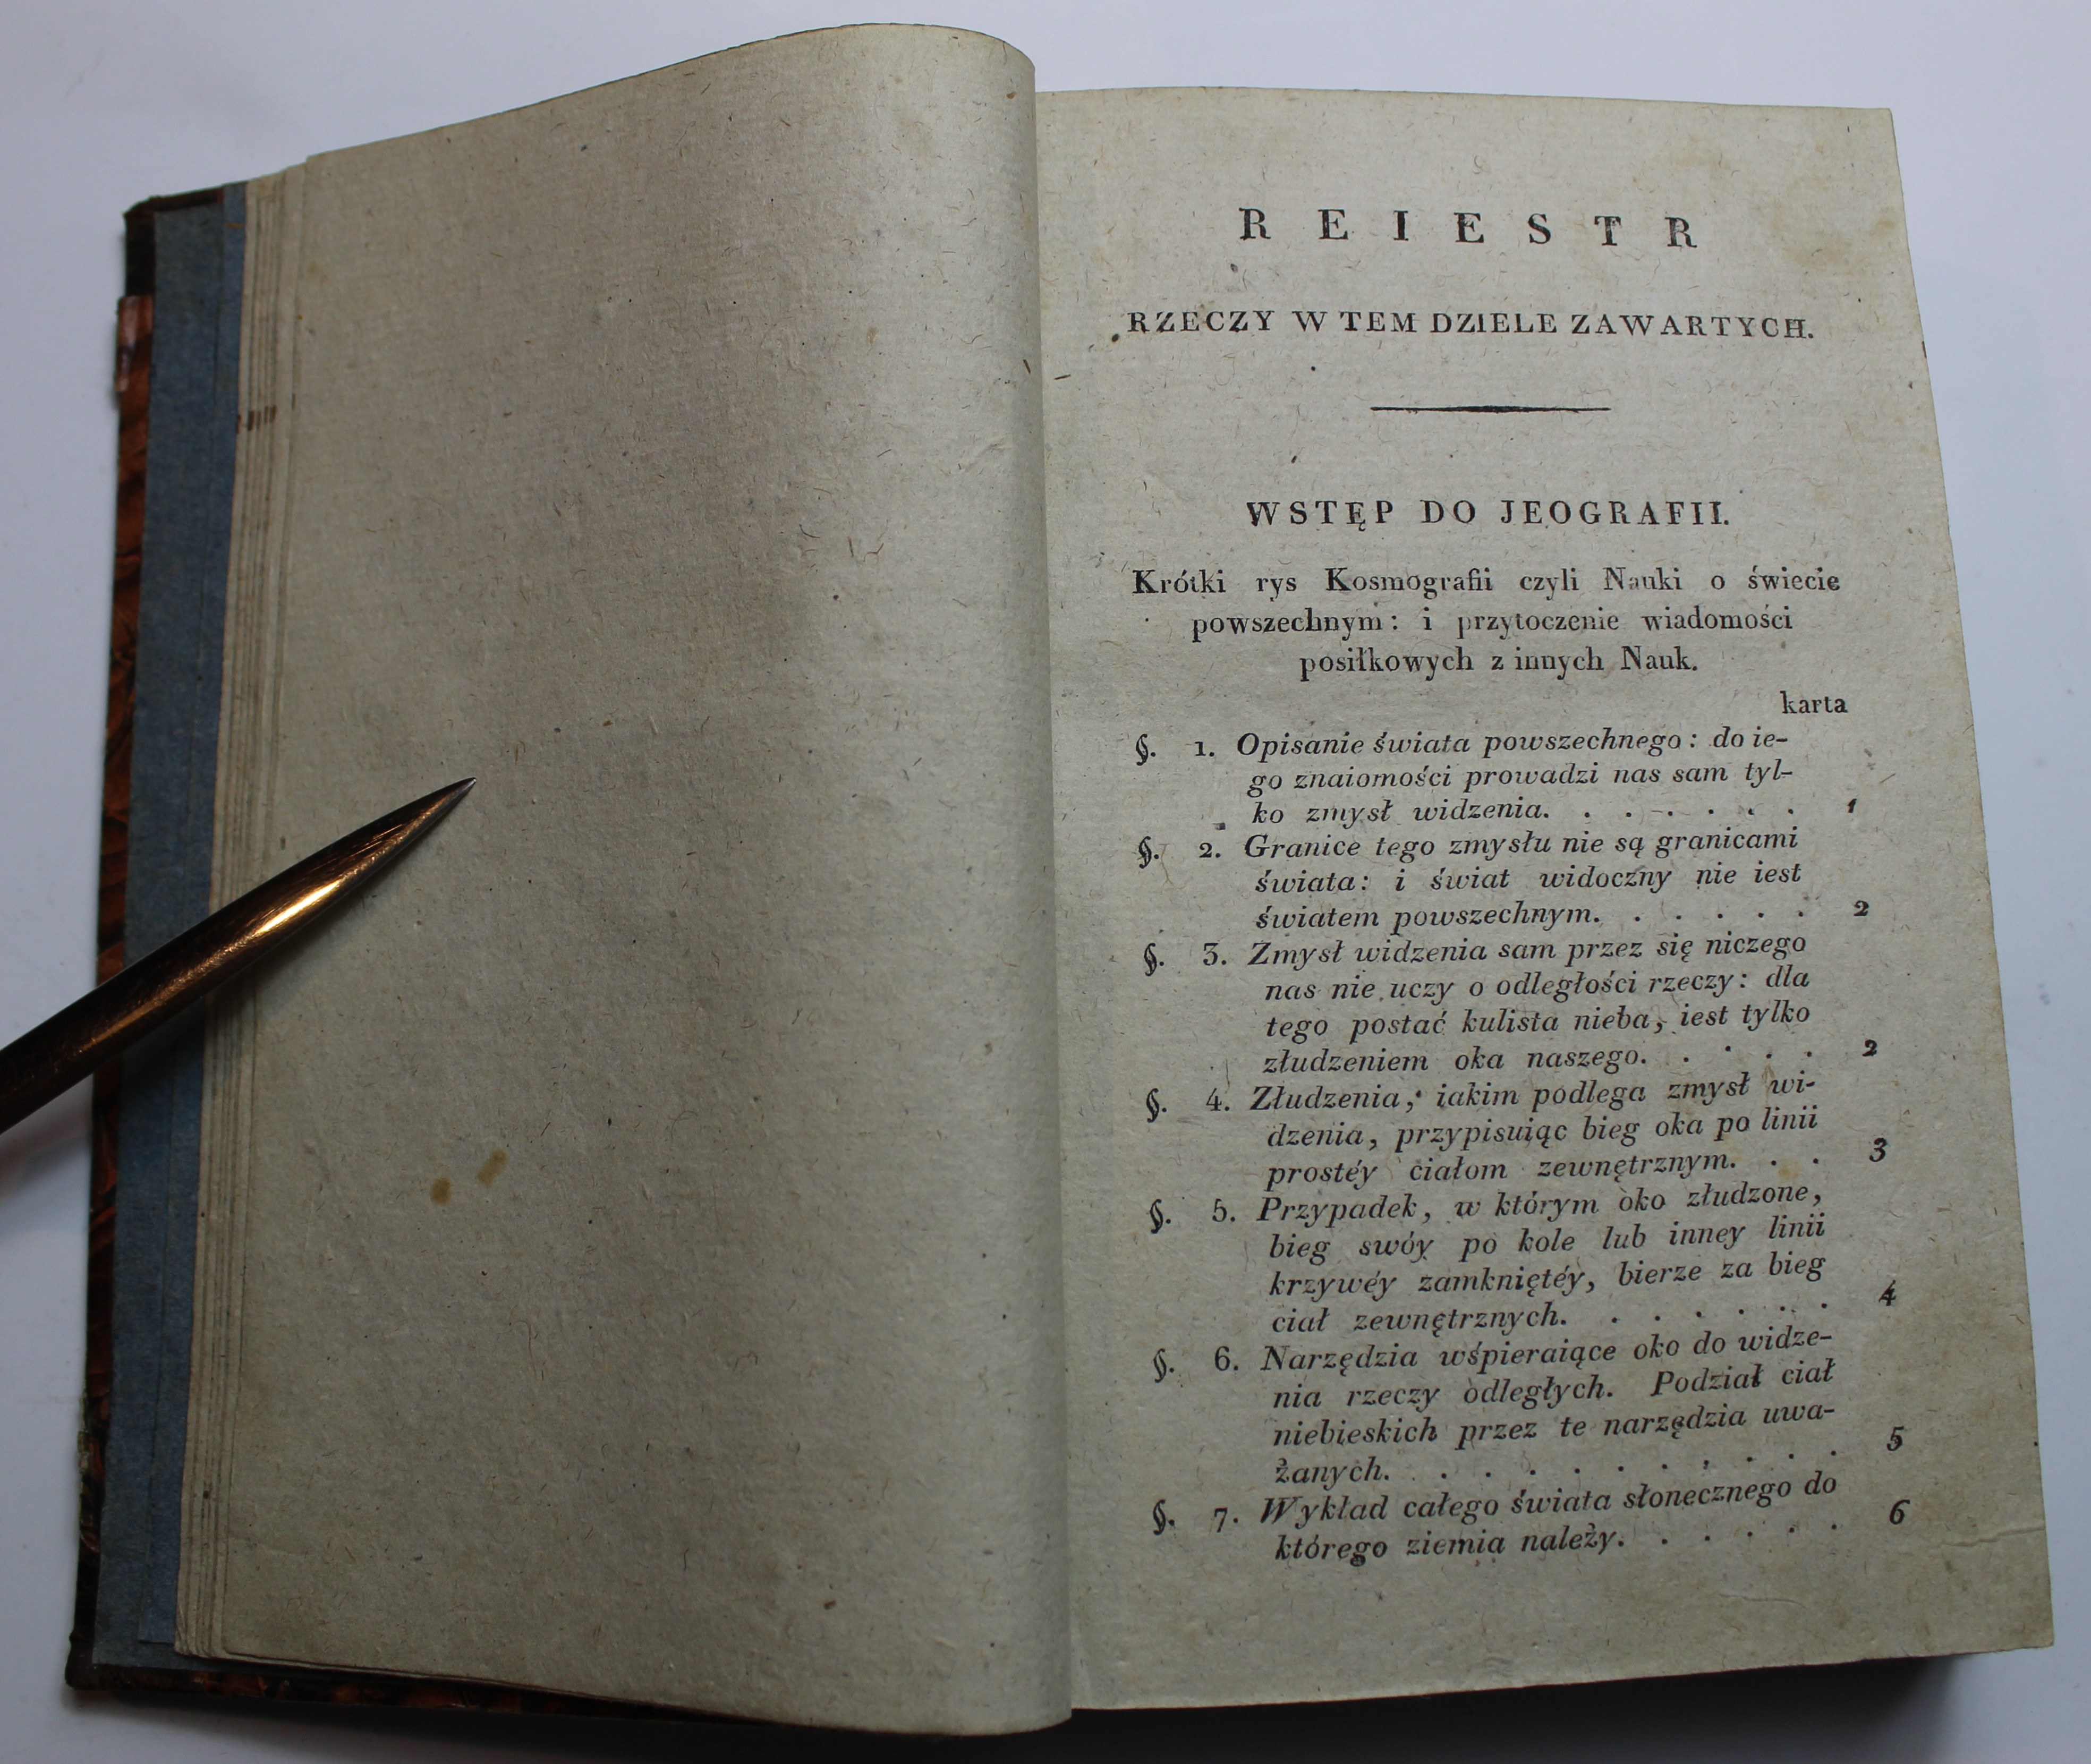 REIESTR
RZECZY W TEM DZIELE ZAWARTYCH.
WSTĘP DO JEOGRAFII.
Krótki rys Kosmografii czyli Nauki o świecie
powszechnym: i przytoczenie wiadomości
posiłkowych z innych Nauk.
karta
§. 1. Opisanie świata powszechnego: do ie-
go znaiomości prowadzi nas sam tyl-
ko zmysł widzenia. . . . . . . 1
§. 2. Granice tego zmysłu nie są granicami
świata: i świat widoczny nie iest
światem powszechnym. . . . . . 2
§. 3. Zmysł widzenia sam przez się niczego
nas nie uczy o odległości rzeczy: dla
tego postać kulista nieba, iest tylko
złudzeniem oka naszego. . . . . 2
§. 4. Złudzenia, iakim podlega zmysł wi-
dzenia, przypisuiąc bieg oka po linii
prostéy ciałom zewnętrznym. . . 3
§. 5. Przypadek, w którym oko złudzone,
bieg swóy po kole lub inney linii
krzywéy zamkniętéy, bierze za bieg
ciał zewnętrznych. . . . . . . 4
§. 6. Narzędzia wśpieraiące oko do widze-
nia rzeczy odległych. Podział ciał
niebieskich przez te narzędzia uwa-
żanych. . . . . . . . . . 5
§. 7. Wykład całego świata słonecznego do
którego ziemia należy. . . . . . 6